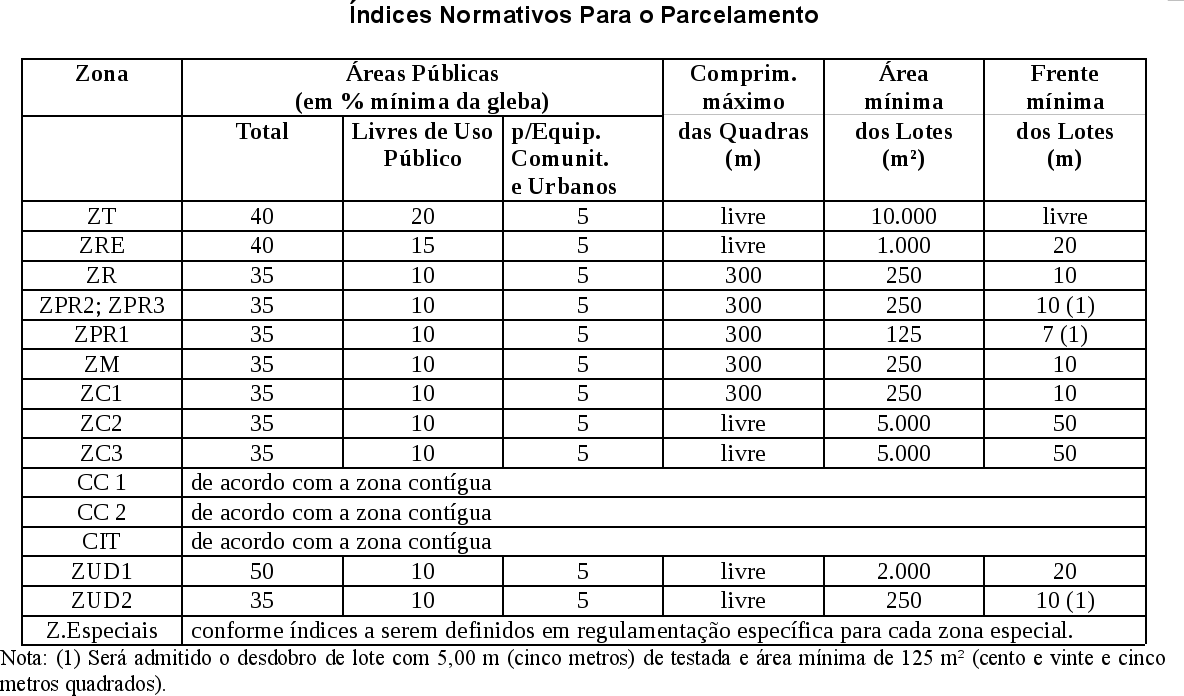 Índices Normativos Para o Parcelamento
Zona Áreas Públicas (em % mínima da gleba) Comprim. máximo Área mínima Frente mínima
Total Livres de Uso Público p/Equip. Comunit. e Urbanos das Quadras (m) dos Lotes (m²) dos Lotes (m)
ZT 40 20 5 livre 10.000 livre
ZRE 40 15 5 livre 1.000 20
ZR 35 10 5 300 250 10
ZPR2; ZPR3 35 10 5 300 250 10 (1)
ZPR1 35 10 5 300 125 7 (1)
ZM 35 10 5 300 250 10
ZC1 35 10 5 300 250 10
ZC2 35 10 5 livre 5.000 50
ZC3 35 10 5 livre 5.000 50
CC 1 de acordo com a zona contígua
CC 2 de acordo com a zona contígua
CIT de acordo com a zona contígua
ZUD1 50 10 5 livre 2.000 20
ZUD2 35 10 5 livre 250 10 (1)
Z.Especiais conforme índices a serem definidos em regulamentação específica para cada zona especial.
Nota: (1) Será admitido o desdobro de lote com 5,00 m (cinco metros) de testada e área mínima de 125 m² (cento e vinte e cinco
metros quadrados).